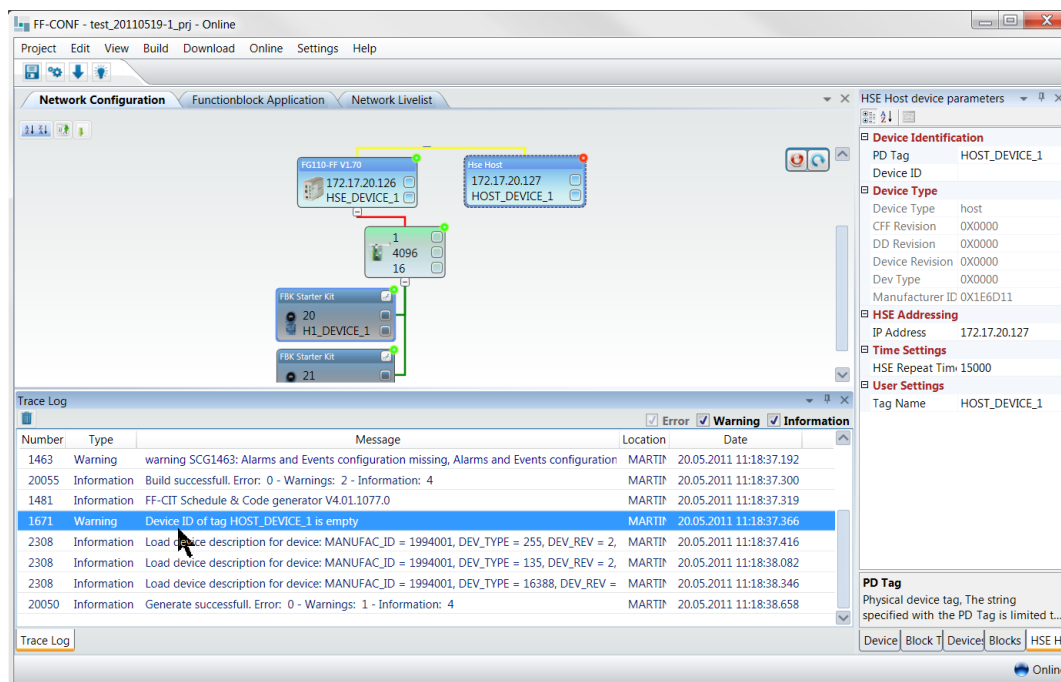 FF-CONF - test_20110519-1_prj - Online
Project Edit View Build Download Online Settings Help
Network Configuration Functionblock Application Network Livelist
FG110-FF V1.70
172.17.20.126
HSE_DEVICE_1
Hse Host
172.17.20.127
HOST_DEVICE_1
1
4096
16
FBK Starter Kit
20
H1_DEVICE_1
FBK Starter Kit
21
HSE Host device parameters
Device Identification
PD Tag HOST_DEVICE_1
Device ID
Device Type
Device Type host
CFF Revision 0X0000
DD Revision 0X0000
Device Revision 0X0000
Dev Type 0X0000
Manufacturer ID 0X1E6D11
HSE Addressing
IP Address 172.17.20.127
Time Settings
HSE Repeat Tim 15000
User Settings
Tag Name HOST_DEVICE_1
PD Tag
Physical device tag, The string
specified with the PD Tag is limited t...
Device Block T Devices Blocks HSE H
Trace Log
Error Warning Information
Number Type Message Location Date
1463 Warning warning SCG1463: Alarms and Events configuration missing, Alarms and Events configuration MARTIN 20.05.2011 11:18:37.192
20055 Information Build successfull. Error: 0 - Warnings: 2 - Information: 4 MARTIN 20.05.2011 11:18:37.300
1481 Information FF-CIT Schedule & Code generator V4.01.1077.0 MARTIN 20.05.2011 11:18:37.319
1671 Warning Device ID of tag HOST_DEVICE_1 is empty MARTIN 20.05.2011 11:18:37.366
2308 Information Load device description for device: MANUFAC_ID = 1994001, DEV_TYPE = 255, DEV_REV = 2, MARTIN 20.05.2011 11:18:37.416
2308 Information Load device description for device: MANUFAC_ID = 1994001, DEV_TYPE = 135, DEV_REV = 2, MARTIN 20.05.2011 11:18:38.082
2308 Information Load device description for device: MANUFAC_ID = 1994001, DEV_TYPE = 16388, DEV_REV = MARTIN 20.05.2011 11:18:38.346
20050 Information Generate successfull. Error: 0 - Warnings: 1 - Information: 4 MARTIN 20.05.2011 11:18:38.658
Trace Log
Online